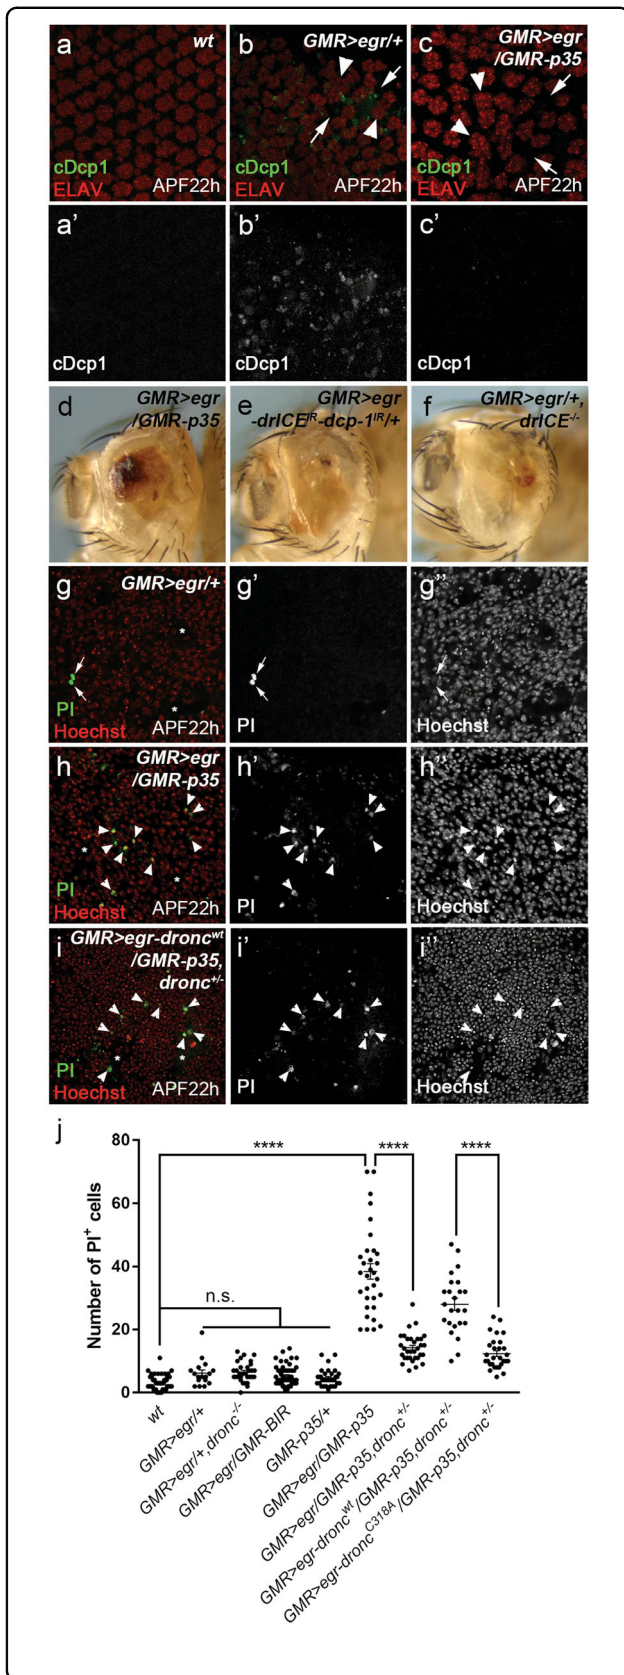 a
wt
cDcp1
ELAV
APF22h
b
GMR>egr/+
cDcp1
ELAV
APF22h
c
GMR>egr
/GMR-p35
cDcp1
ELAV
APF22h
a'
cDcp1
b'
cDcp1
c'
cDcp1
d
GMR>egr
/GMR-p35
e
GMR>egr
-drICE^IR-dcp-1^IR/+
f
GMR>egr/+,
drICE^-/-
g
GMR>egr/+
*
*
PI
Hoechst
APF22h
g'
PI
g''
Hoechst
h
GMR>egr
/GMR-p35
*
*
PI
Hoechst
APF22h
h'
PI
h''
Hoechst
i
GMR>egr-dronc^wt
/GMR-p35,
dronc^+/-
*
*
PI
Hoechst
APF22h
i'
PI
i''
Hoechst
j
Number of PI^+ cells
80
60
40
20
0
****
****
****
n.s.
wt
GMR>egr/+
GMR>egr/+,dronc^-/-
GMR>egr/GMR-BIR
GMR-p35/+
GMR>egr/GMR-p35
GMR>egr/GMR-p35,dronc^+/-
GMR>egr-dronc^wt/GMR-p35,dronc^+/-
GMR>egr-dronc^C318A/GMR-p35,dronc^+/-